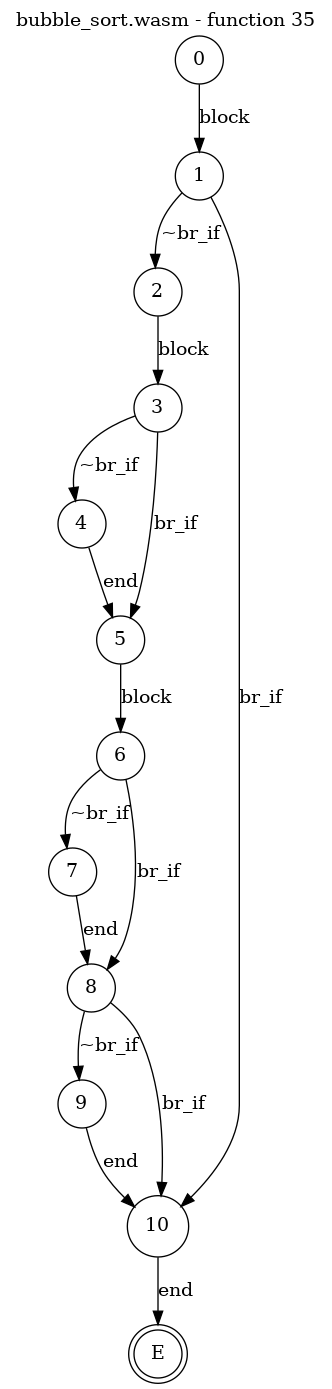 bubble_sort.wasm - function 35
0
block
1
~br_if
2
block
3
~br_if
4
br_if
end
5
block
br_if
6
~br_if
7
br_if
end
8
~br_if
9
br_if
end
10
end
E